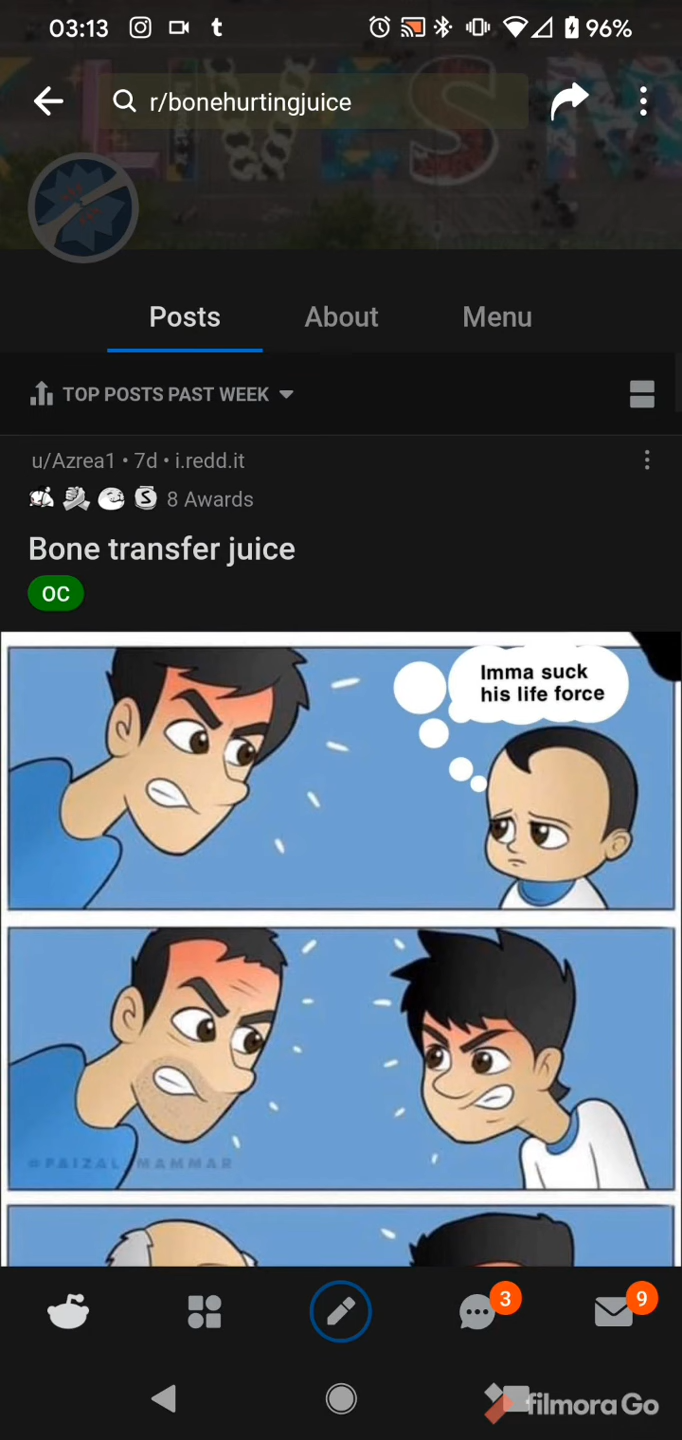 03:13
t
96%
r/bonehurtingjuice
Posts
About
Menu
TOP POSTS PAST WEEK
u/Azrea1 • 7d • i.redd.it
8 Awards
Bone transfer juice
OC
Imma suck
his life force
3
9
filmora Go